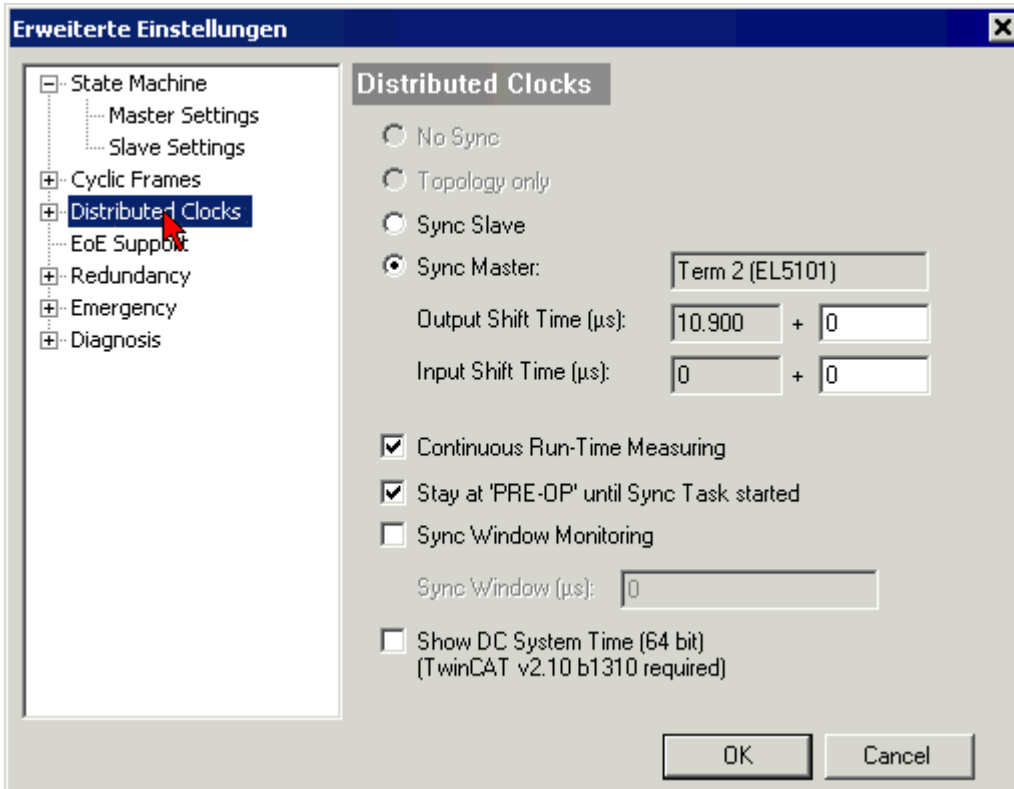 Erweiterte Einstellungen
State Machine
Master Settings
Slave Settings
Cyclic Frames
Distributed Clocks
EoE Support
Redundancy
Emergency
Diagnosis
Distributed Clocks
No Sync
Topology only
Sync Slave
Sync Master: Term 2 (EL5101)
Output Shift Time (µs): 10.900 + 0
Input Shift Time (µs): 0 + 0
Continuous Run-Time Measuring
Stay at 'PRE-OP' until Sync Task started
Sync Window Monitoring
Sync Window (µs): 0
Show DC System Time (64 bit)
(TwinCAT v2.10 b1310 required)
OK Cancel